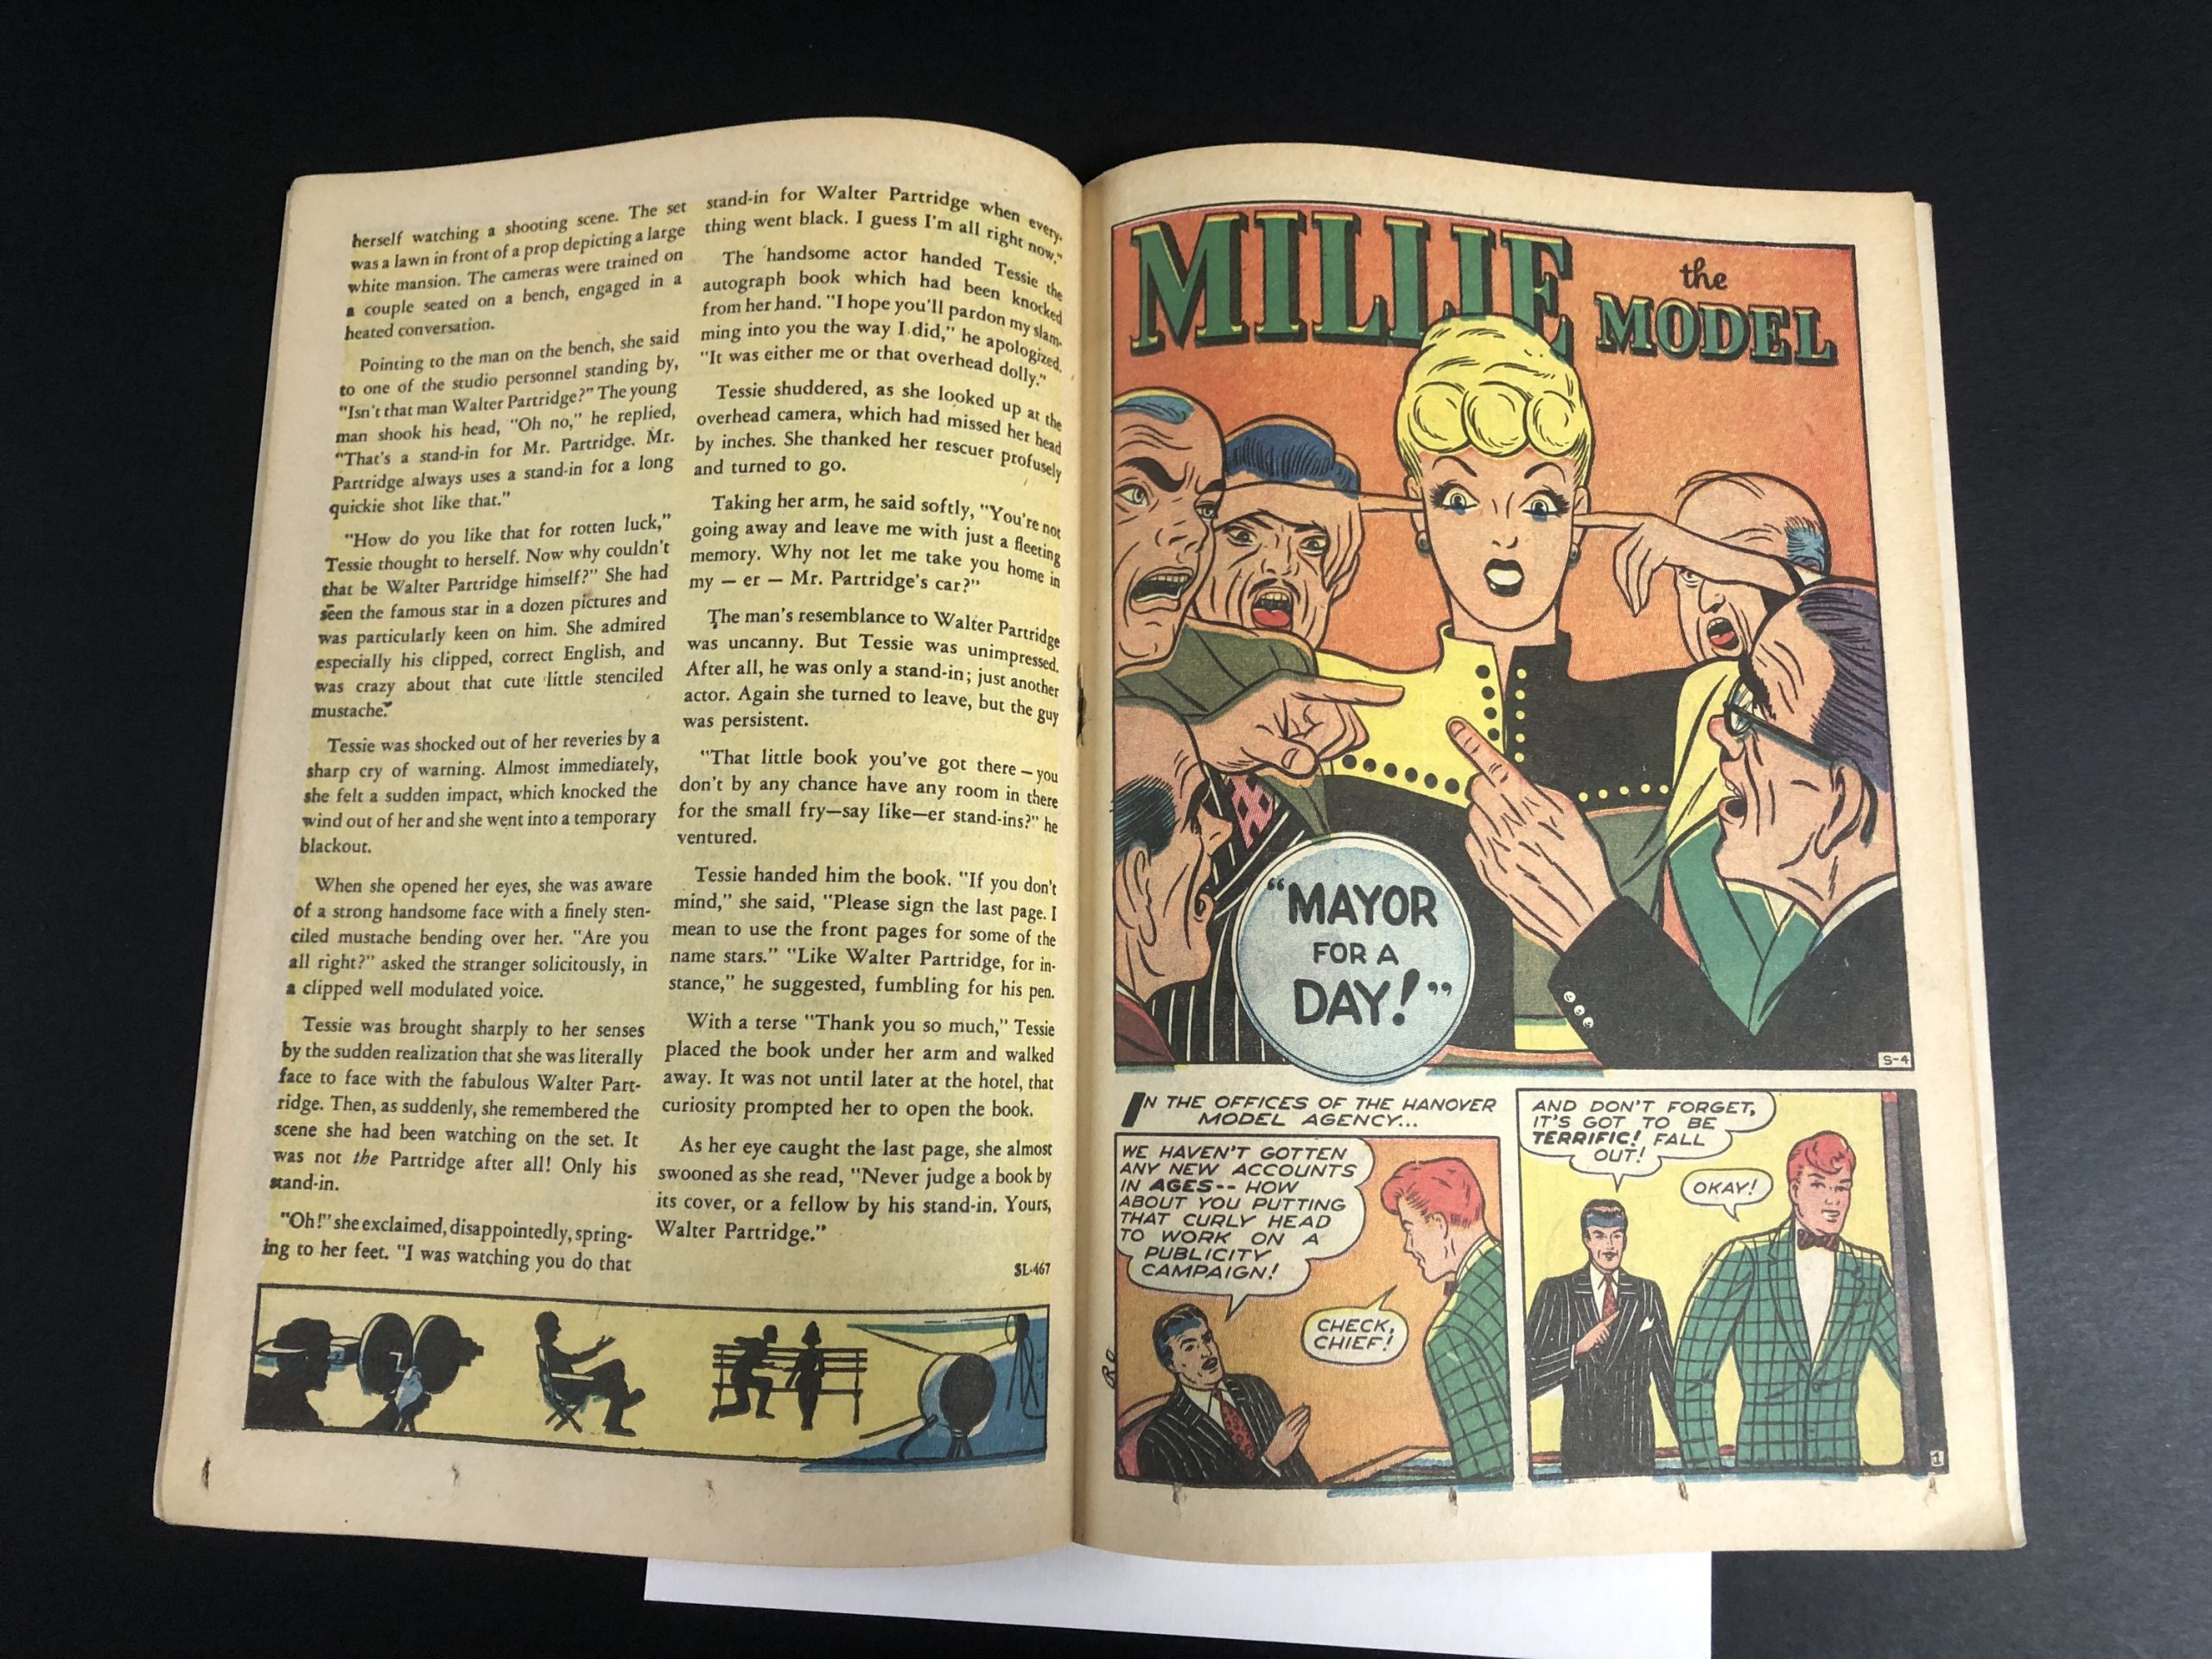 herself watching a shooting scene. The set
was a lawn in front of a prop depicting a large
white mansion. The cameras were trained on
a couple seated on a bench, engaged in a
heated conversation.
Pointing to the man on the bench, she said
to one of the studio personnel standing by,
"Isn't that man Walter Partridge?" The young
man shook his head, "Oh no," he replied,
"That's a stand-in for Mr. Partridge. Mr.
Partridge always uses a stand-in for a long
quickie shot like that."
"How do you like that for rotten luck,"
Tessie thought to herself. Now why couldn't
that be Walter Partridge himself?" She had
seen the famous star in a dozen pictures and
was particularly keen on him. She admired
especially his clipped, correct English, and
was crazy about that cute little stenciled
mustache."
Tessie was shocked out of her reveries by a
sharp cry of warning. Almost immediately,
she felt a sudden impact, which knocked the
wind out of her and she went into a temporary
blackout.
When she opened her eyes, she was aware
of a strong handsome face with a finely sten-
ciled mustache bending over her. "Are you
all right?" asked the stranger solicitously, in
a clipped well modulated voice.
Tessie was brought sharply to her senses
by the sudden realization that she was literally
face to face with the fabulous Walter Part-
ridge. Then, as suddenly, she remembered the
scene she had been watching on the set. It
was not the Partridge after all! Only his
stand-in.
"Oh!" she exclaimed, disappointedly, spring-
ing to her feet. "I was watching you do that
stand-in for Walter Partridge when every-
thing went black. I guess I'm all right now."
The handsome actor handed Tessie the
autograph book which had been knocked
from her hand. "I hope you'll pardon my slam-
ming into you the way I did," he apologized.
"It was either me or that overhead dolly."
Tessie shuddered, as she looked up at the
overhead camera, which had missed her head
by inches. She thanked her rescuer profusely
and turned to go.
Taking her arm, he said softly, "You're not
going away and leave me with just a fleeting
memory. Why not let me take you home in
my — er — Mr. Partridge's car?"
The man's resemblance to Walter Partridge
was uncanny. But Tessie was unimpressed.
After all, he was only a stand-in; just another
actor. Again she turned to leave, but the guy
was persistent.
"That little book you've got there — you
don't by any chance have any room in there
for the small fry—say like—er stand-ins?" he
ventured.
Tessie handed him the book. "If you don't
mind," she said, "Please sign the last page. I
mean to use the front pages for some of the
name stars." "Like Walter Partridge, for in-
stance," he suggested, fumbling for his pen.
With a terse "Thank you so much," Tessie
placed the book under her arm and walked
away. It was not until later at the hotel, that
curiosity prompted her to open the book.
As her eye caught the last page, she almost
swooned as she read, "Never judge a book by
its cover, or a fellow by his stand-in. Yours,
Walter Partridge."
SL-467
MILLIE
the
MODEL
"MAYOR
FOR A
DAY!"
S-4
IN THE OFFICES OF THE HANOVER
MODEL AGENCY...
WE HAVEN'T GOTTEN
ANY NEW ACCOUNTS
IN AGES-- HOW
ABOUT YOU PUTTING
THAT CURLY HEAD
TO WORK ON A
PUBLICITY
CAMPAIGN!
CHECK,
CHIEF!
AND DON'T FORGET,
IT'S GOT TO BE
TERRIFIC! FALL
OUT!
OKAY!
1